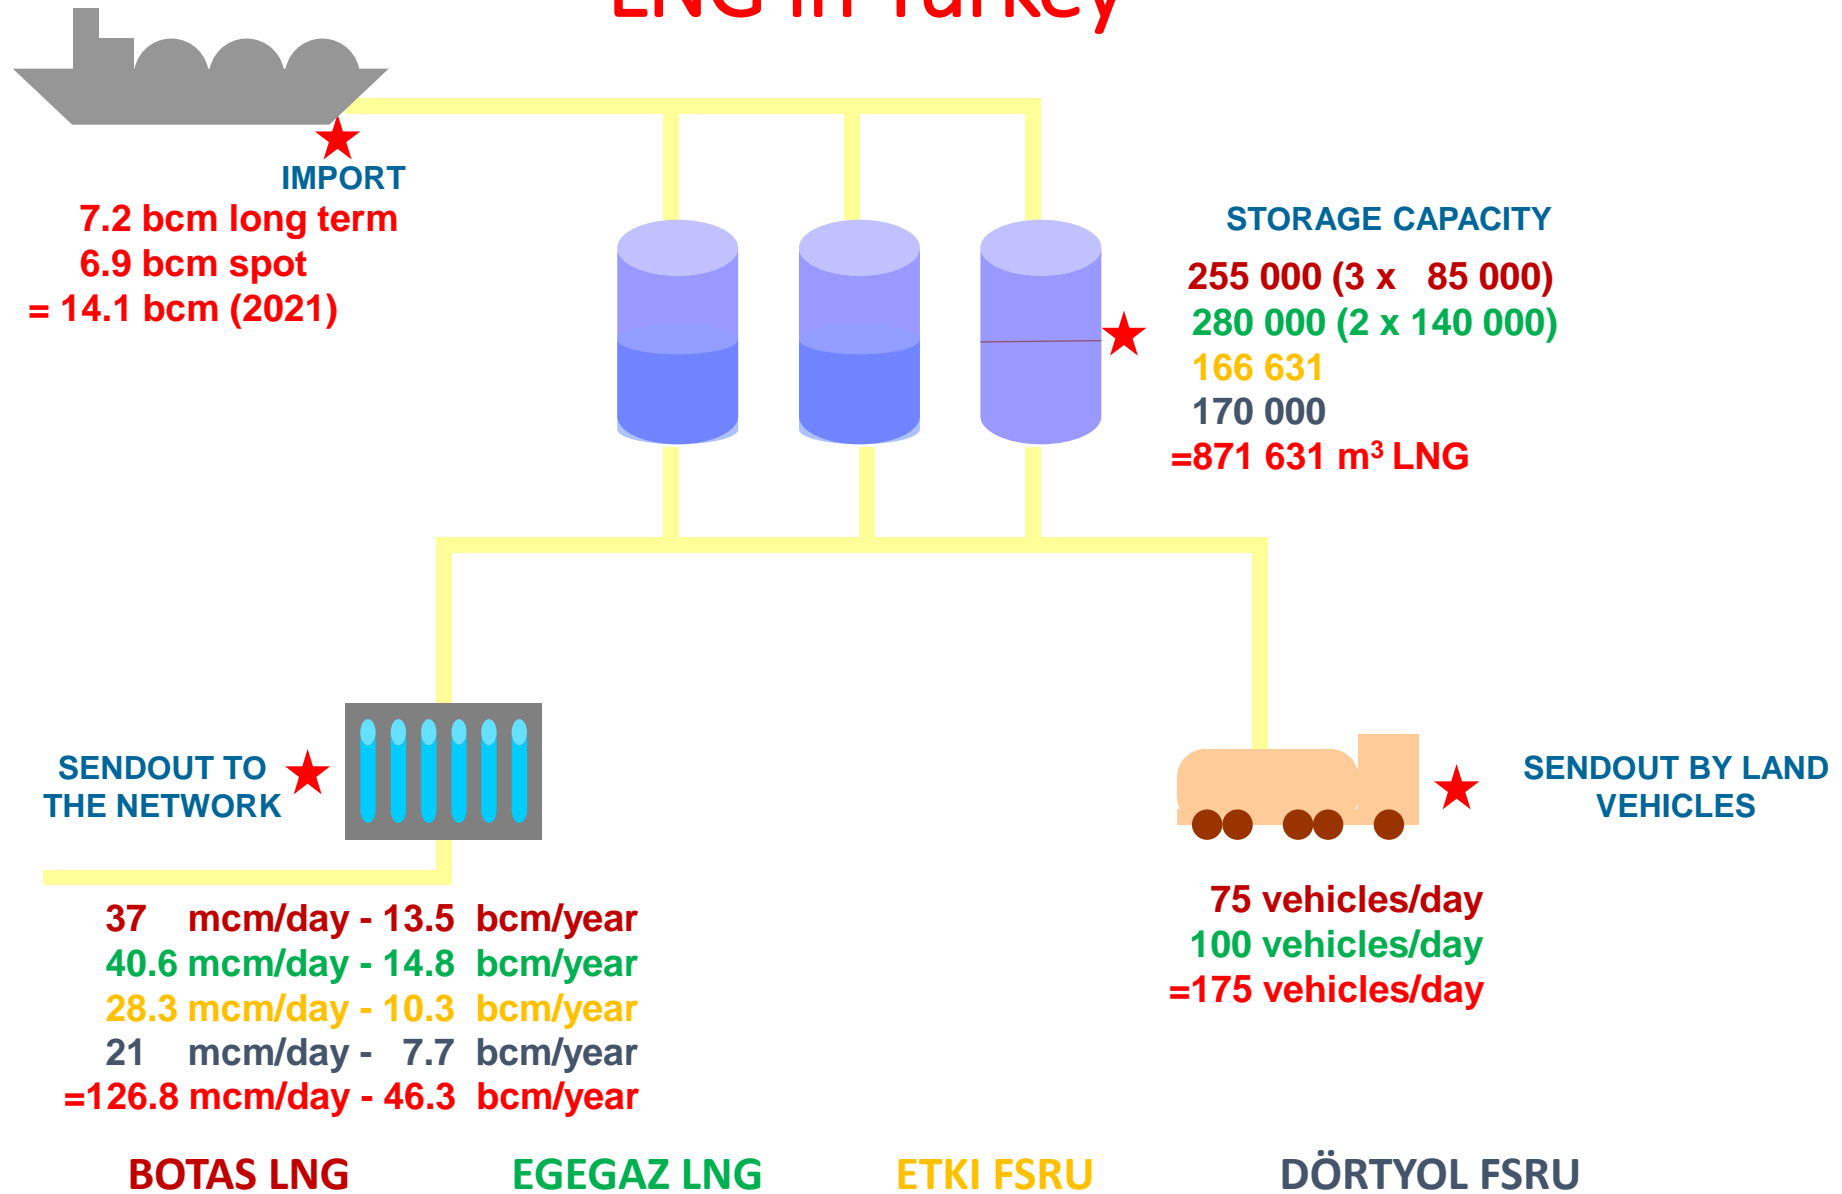 LNG in Turkey
IMPORT
7.2 bcm long term
6.9 bcm spot
= 14.1 bcm (2021)
STORAGE CAPACITY
255 000 (3 x 85 000)
280 000 (2 x 140 000)
166 631
170 000
=871 631 m³ LNG
SENDOUT TO
THE NETWORK
37 mcm/day - 13.5 bcm/year
40.6 mcm/day - 14.8 bcm/year
28.3 mcm/day - 10.3 bcm/year
21 mcm/day - 7.7 bcm/year
=126.8 mcm/day - 46.3 bcm/year
SENDOUT BY LAND
VEHICLES
75 vehicles/day
100 vehicles/day
=175 vehicles/day
BOTAS LNG EGEGAZ LNG ETKI FSRU DÖRTYOL FSRU